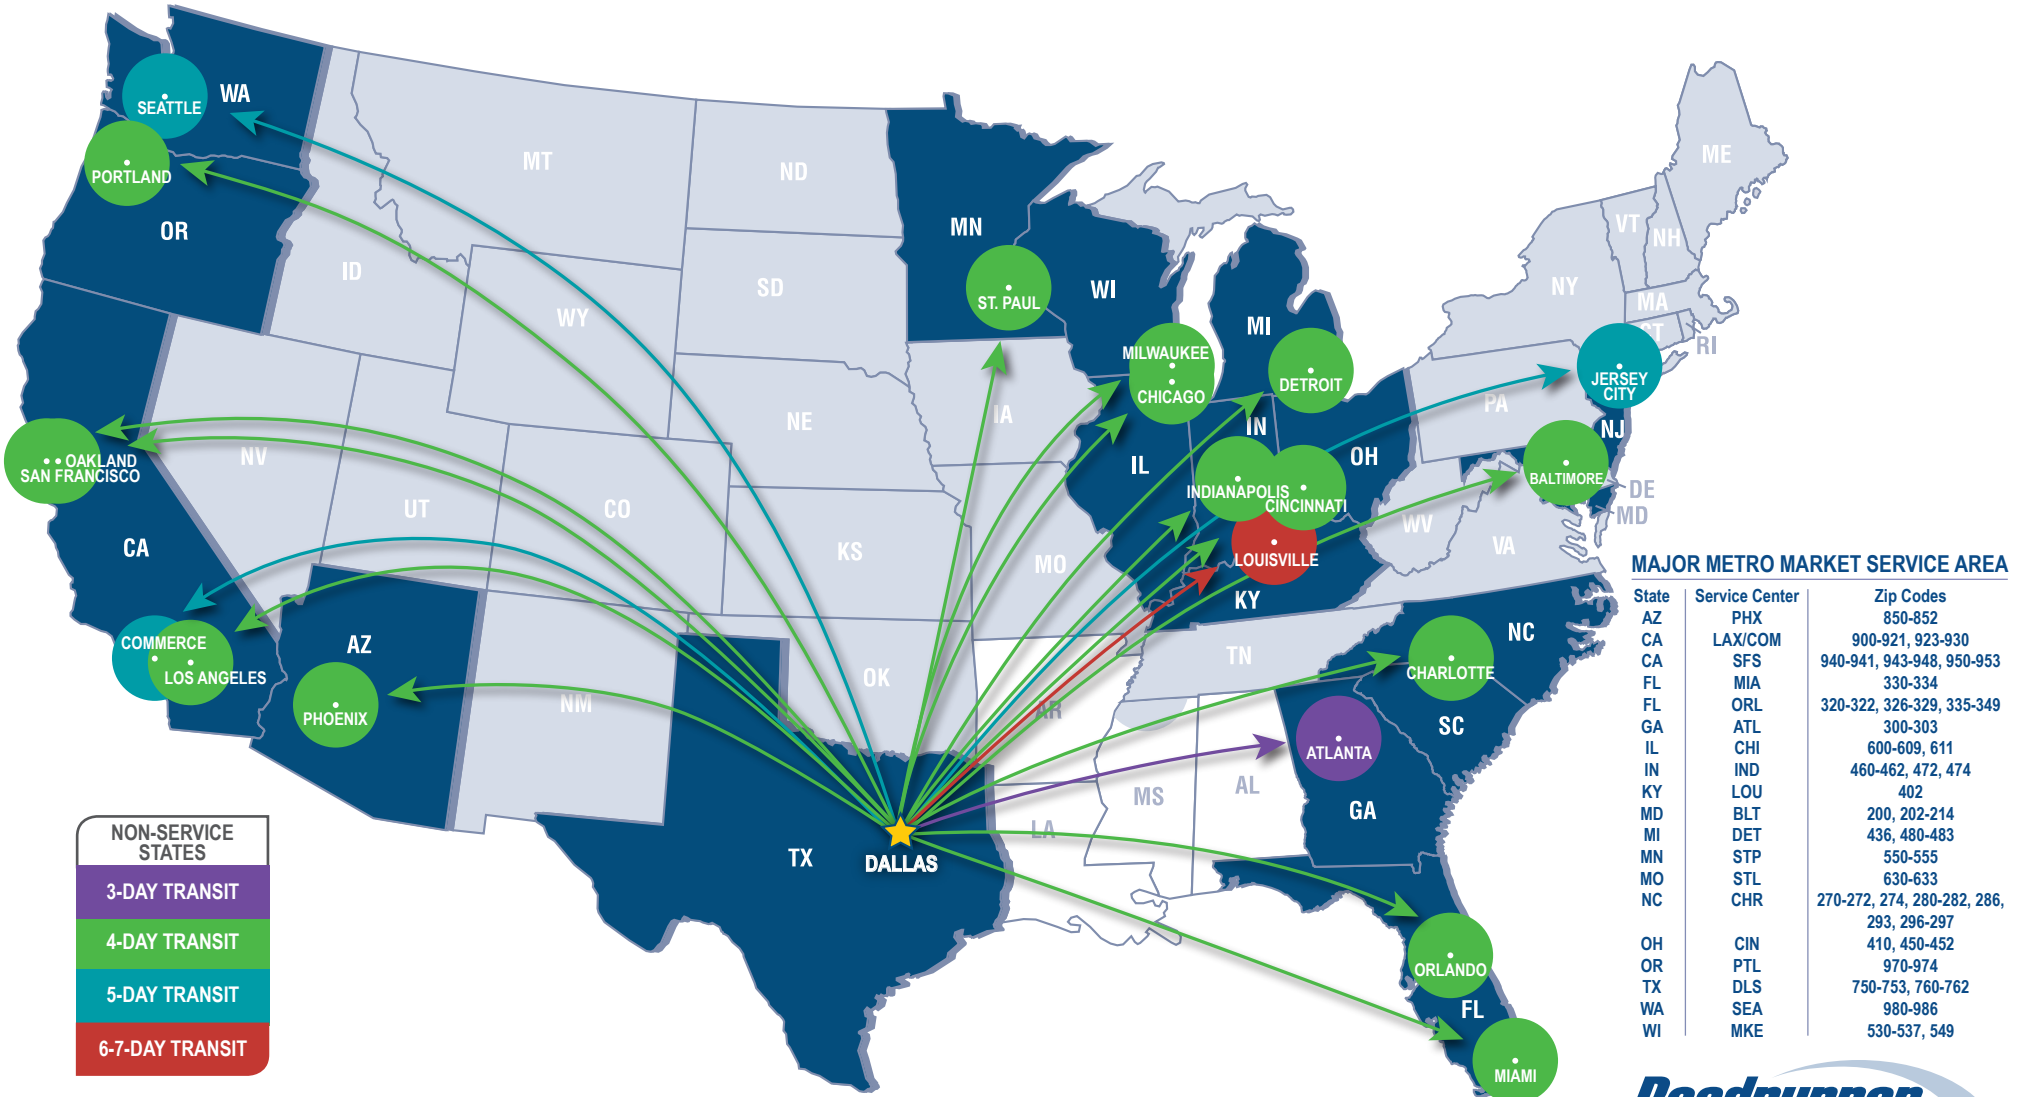 WA
SEATTLE
PORTLAND
OR
MT
ND
MN
ID
SD
WY
ST. PAUL
WI
MI
ME
VT
NH
NY
MA
CT
RI
MILWAUKEE
CHICAGO
DETROIT
JERSEY
CITY
PA
NJ
IA
NE
NV
OAKLAND
SAN FRANCISCO
UT
CO
IL
IN
OH
INDIANAPOLIS
CINCINNATI
BALTIMORE
DE
MD
WV
VA
CA
KS
MO
LOUISVILLE
KY
COMMERCE
LOS ANGELES
AZ
PHOENIX
NM
OK
AR
TN
NC
CHARLOTTE
SC
ATLANTA
MS
AL
GA
LA
TX
DALLAS
ORLANDO
FL
MIAMI
NON-SERVICE
STATES
3-DAY TRANSIT
4-DAY TRANSIT
5-DAY TRANSIT
6-7-DAY TRANSIT
MAJOR METRO MARKET SERVICE AREA
State Service Center Zip Codes
AZ PHX 850-852
CA LAX/COM 900-921, 923-930
CA SFS 940-941, 943-948, 950-953
FL MIA 330-334
FL ORL 320-322, 326-329, 335-349
GA ATL 300-303
IL CHI 600-609, 611
IN IND 460-462, 472, 474
KY LOU 402
MD BLT 200, 202-214
MI DET 436, 480-483
MN STP 550-555
MO STL 630-633
NC CHR 270-272, 274, 280-282, 286,
293, 296-297
OH CIN 410, 450-452
OR PTL 970-974
TX DLS 750-753, 760-762
WA SEA 980-986
WI MKE 530-537, 549
Roadrunner